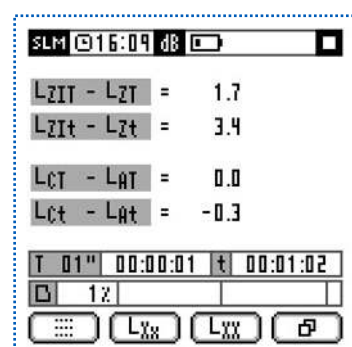 SLM 16:09 dB
LZIT - LZT = 1.7
LZIt - LZt = 3.4
LCT - LAT = 0.0
LCt - LAt = -0.3
T 01" 00:00:01 t 00:01:02
1%
LXx LXX